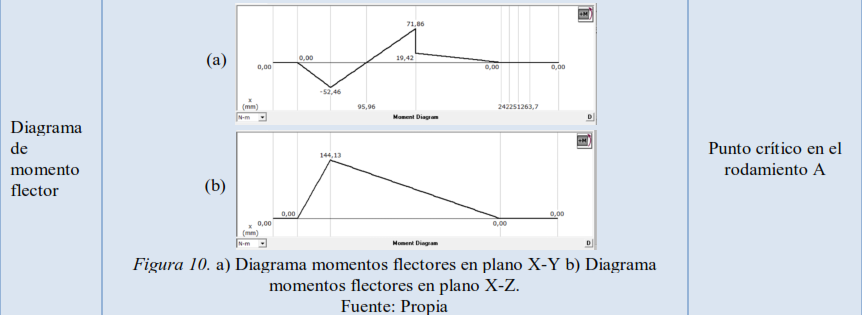 Diagrama
de
momento
flector
(a)
+M
71,86
0,00
0,00
19,42
0,00
0,00
-52,46
x
(mm)
95,96
242251263,7
N-m
Moment Diagram
D
(b)
+M
144,13
0,00
0,00
0,00
0,00
x
(mm)
N-m
Moment Diagram
D
Figura 10. a) Diagrama momentos flectores en plano X-Y b) Diagrama
momentos flectores en plano X-Z.
Fuente: Propia
Punto crítico en el
rodamiento A